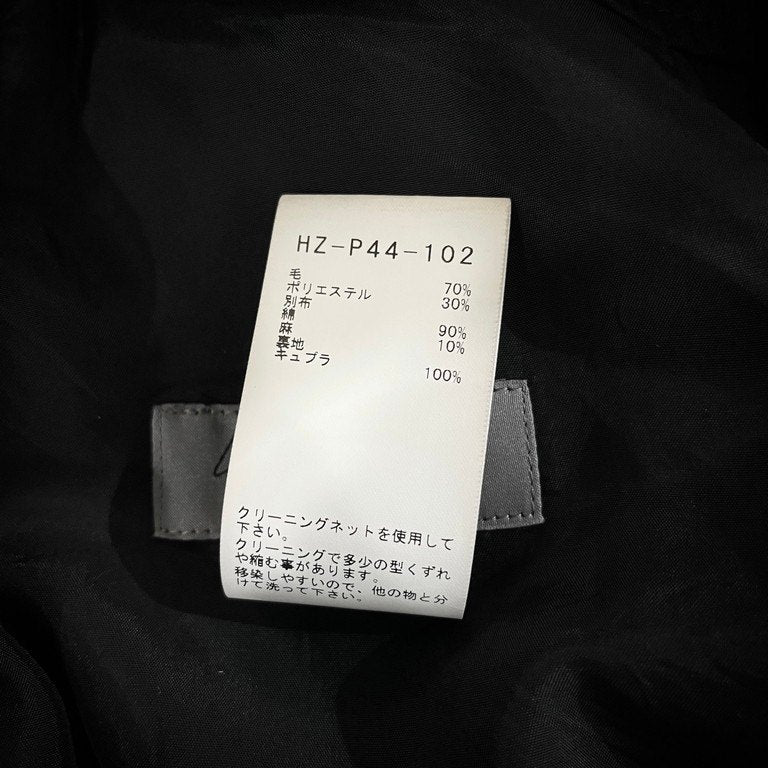 HZ-P44-102
毛 70%
ポリエステル 30%
別布
綿 90%
麻 10%
裏地
キュプラ 100%
クリーニングネットを使用して
下さい。
クリーニングで多少の型くずれ
や縮む事があります。
移染しやすいので、他の物と分
けて洗って下さい。